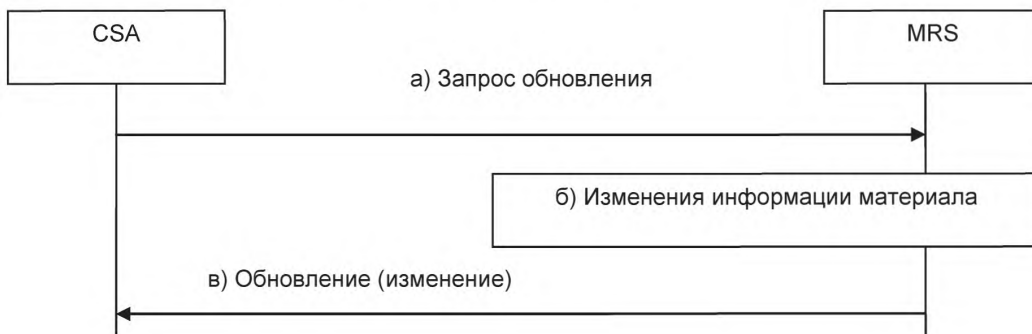 CSA
MRS
а) Запрос обновления
б) Изменения информации материала
в) Обновление (изменение)